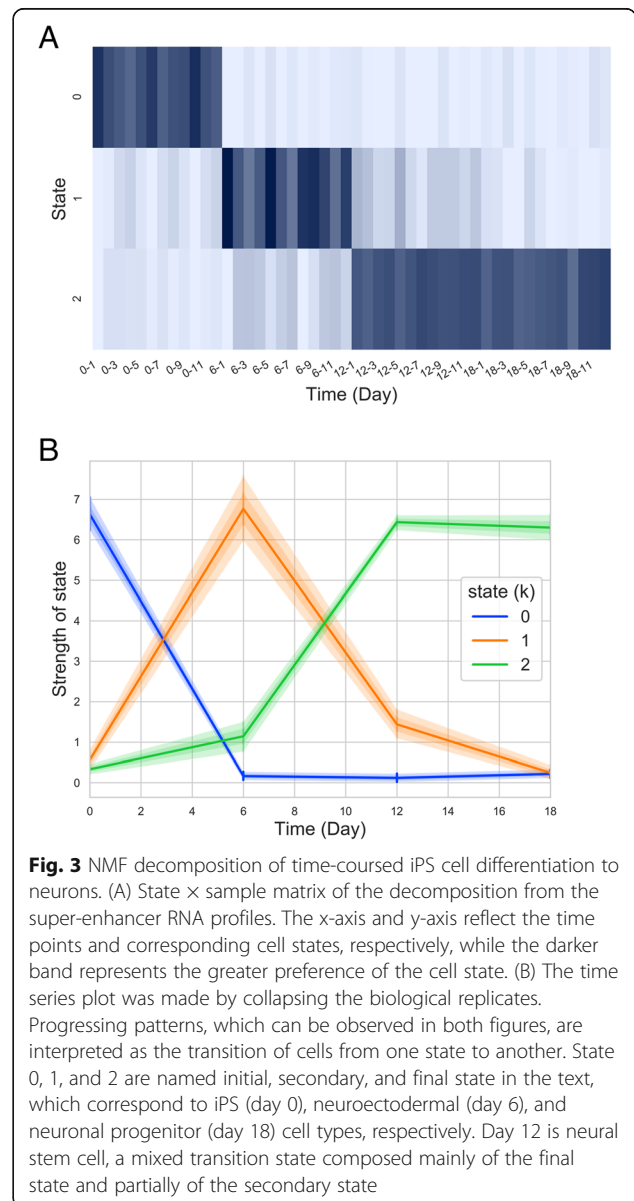 A
State
0
1
2
0-1 0-3 0-5 0-7 0-9 0-11 6-1 6-3 6-5 6-7 6-9 6-11 12-1 12-3 12-5 12-7 12-9 12-11 18-1 18-3 18-5 18-7 18-9 18-11
Time (Day)
B
Strength of state
7
6
5
4
3
2
1
0
state (k)
0
1
2
0 2 4 6 8 10 12 14 16 18
Time (Day)
Fig. 3 NMF decomposition of time-coursed iPS cell differentiation to
neurons. (A) State × sample matrix of the decomposition from the
super-enhancer RNA profiles. The x-axis and y-axis reflect the time
points and corresponding cell states, respectively, while the darker
band represents the greater preference of the cell state. (B) The time
series plot was made by collapsing the biological replicates.
Progressing patterns, which can be observed in both figures, are
interpreted as the transition of cells from one state to another. State
0, 1, and 2 are named initial, secondary, and final state in the text,
which correspond to iPS (day 0), neuroectodermal (day 6), and
neuronal progenitor (day 18) cell types, respectively. Day 12 is neural
stem cell, a mixed transition state composed mainly of the final
state and partially of the secondary state